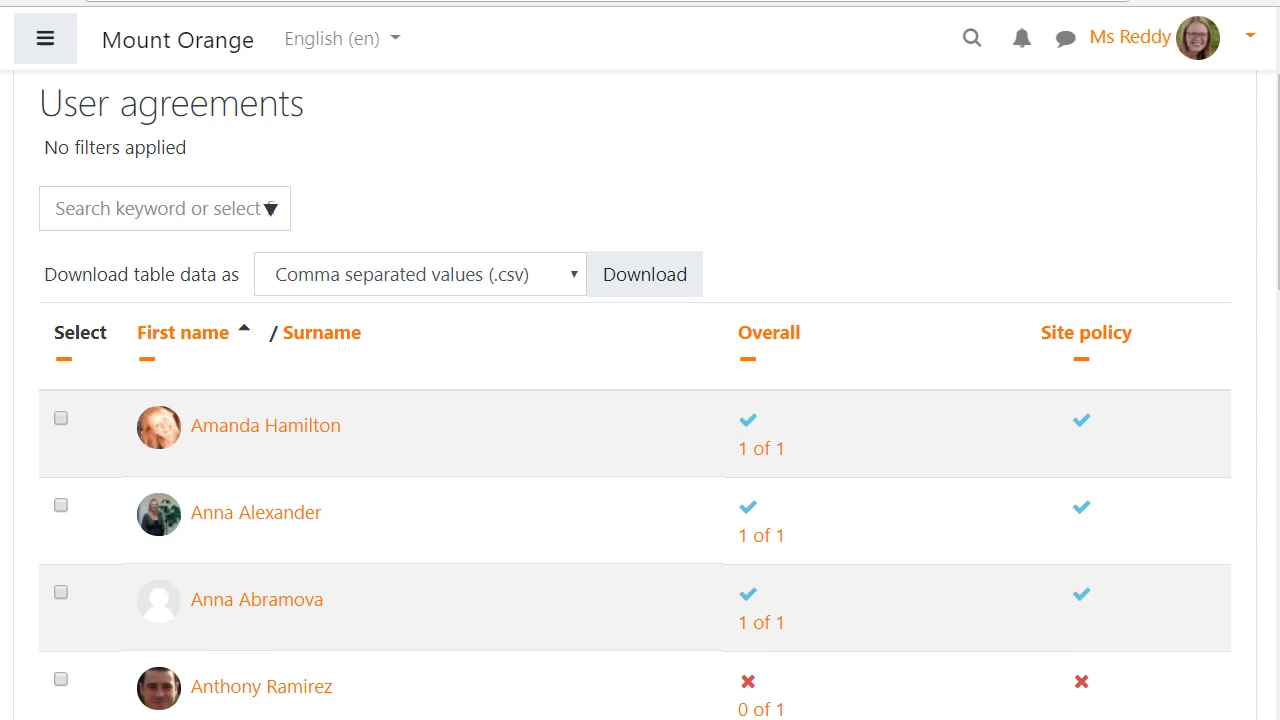 Mount Orange English (en) Ms Reddy
User agreements
No filters applied
Search keyword or select
Download table data as Comma separated values (.csv) Download
Select First name / Surname Overall Site policy
Amanda Hamilton
1 of 1
Anna Alexander
1 of 1
Anna Abramova
1 of 1
Anthony Ramirez
0 of 1